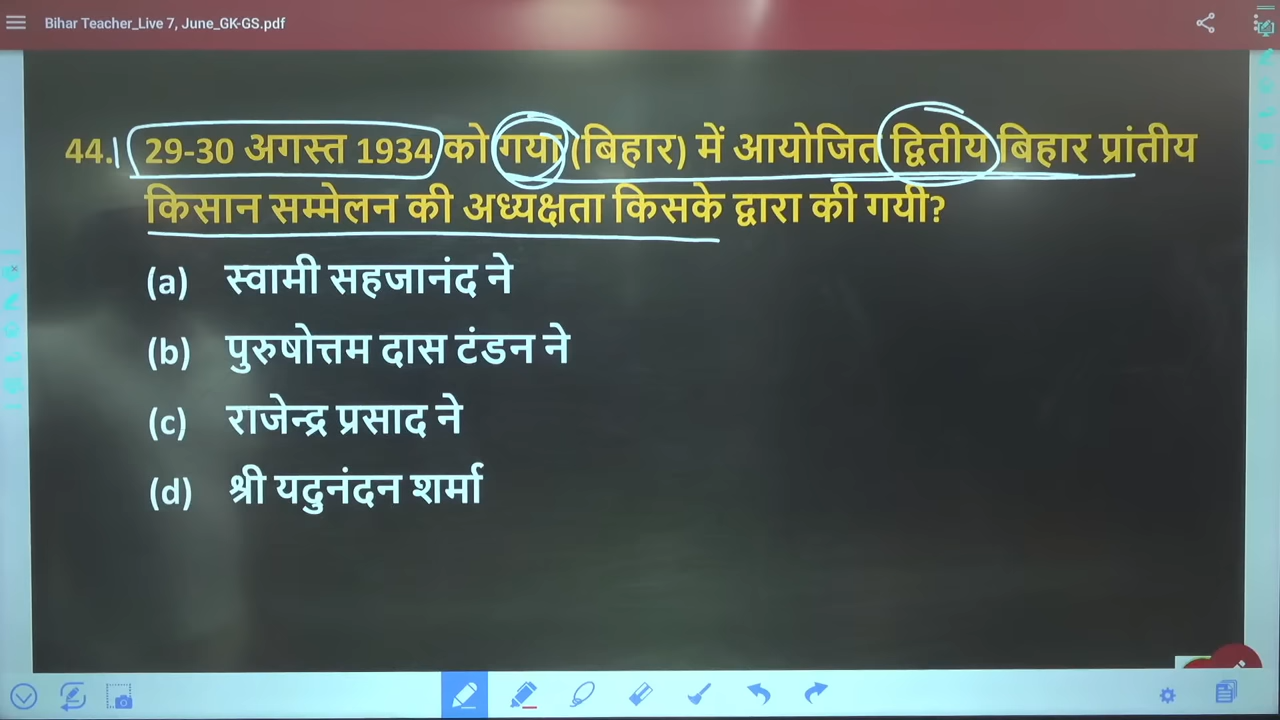 Bihar Teacher_Live 7, June_GK-GS.pdf
44. 29-30 अगस्त 1934 को गया (बिहार) में आयोजित द्वितीय बिहार प्रांतीय
किसान सम्मेलन की अध्यक्षता किसके द्वारा की गयी?
(a) स्वामी सहजानंद ने
(b) पुरुषोत्तम दास टंडन ने
(c) राजेन्द्र प्रसाद ने
(d) श्री यदुनंदन शर्मा